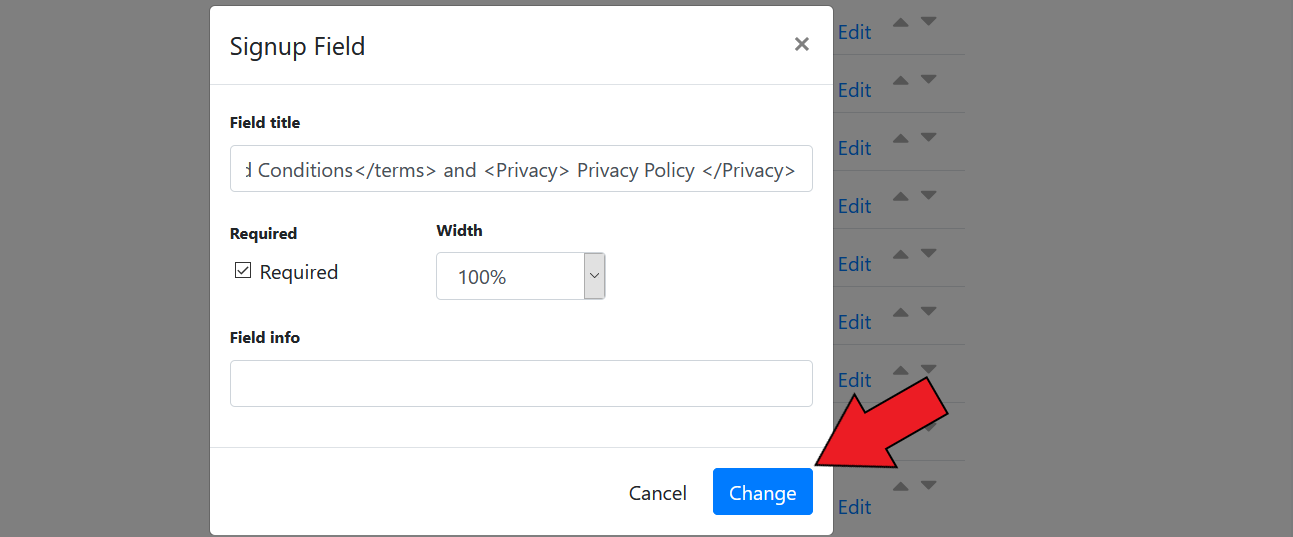 Signup Field
×
Field title
d Conditions</terms> and <Privacy> Privacy Policy </Privacy>
Required
Width
Required
100%
Field info
Cancel
Change
Edit
Edit
Edit
Edit
Edit
Edit
Edit
Edit